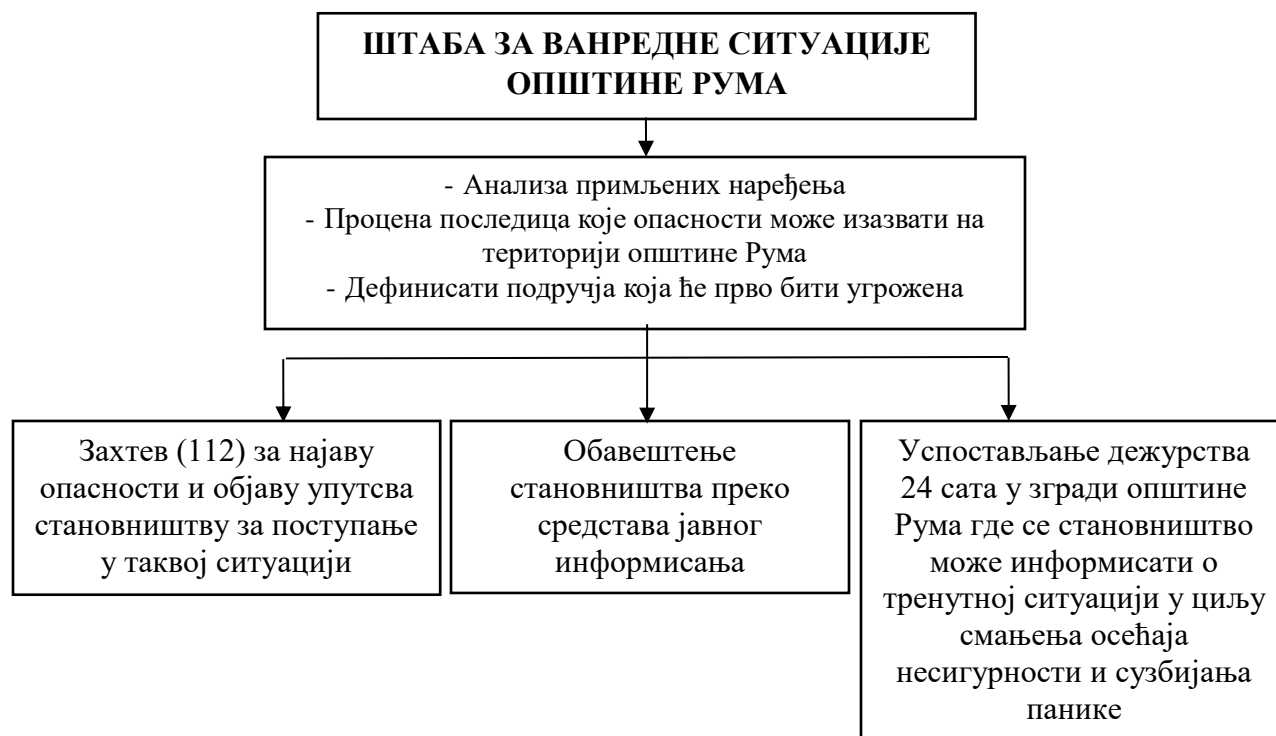 ШТАБА ЗА ВАНРЕДНЕ СИТУАЦИЈЕ
ОПШТИНЕ РУМА
- Анализа примљених наређења
- Процена последица које опасности може изазвати на
територији општине Рума
- Дефинисати подручја која ће прво бити угрожена
Захтев (112) за најаву
опасности и објаву упутсва
становништву за поступање
у таквој ситуацији
Обавештење
становништва преко
средстава јавног
информисања
Успостављање дежурства
24 сата у згради општине
Рума где се становништво
може информисати о
тренутној ситуацији у циљу
смањења осећаја
несигурности и сузбијања
панике